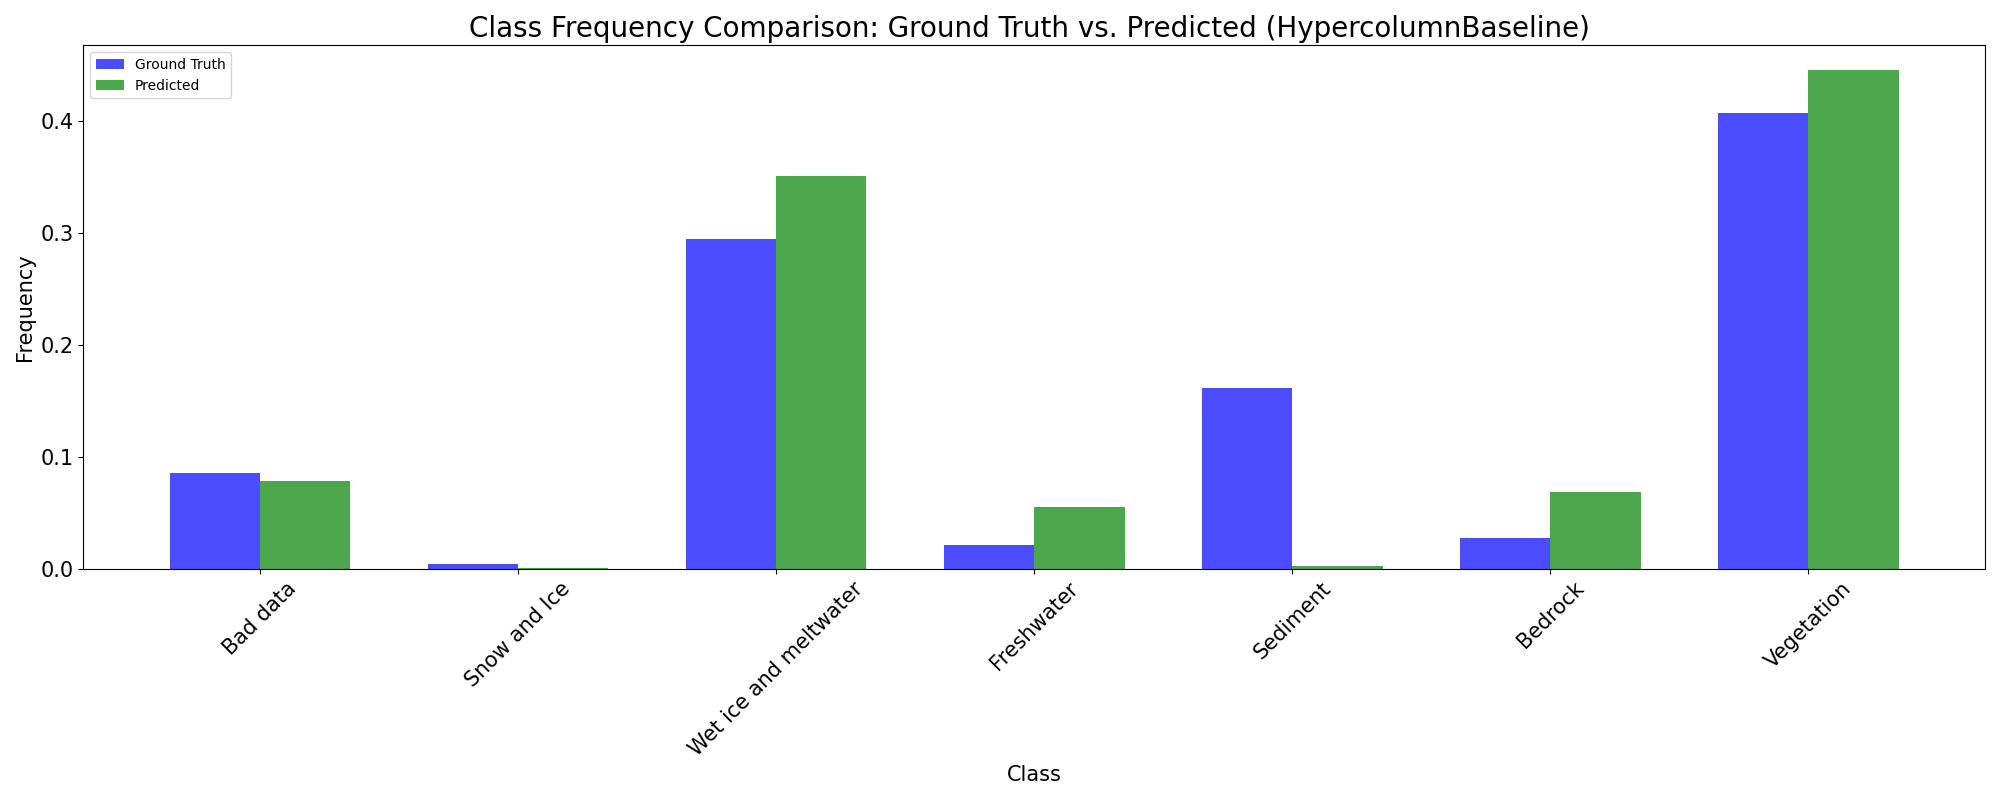 Class Frequency Comparison: Ground Truth vs. Predicted (HypercolumnBaseline)
Ground Truth
Predicted
Frequency
0.4
0.3
0.2
0.1
0.0
Bad data
Snow and Ice
Wet ice and meltwater
Freshwater
Sediment
Bedrock
Vegetation
Class